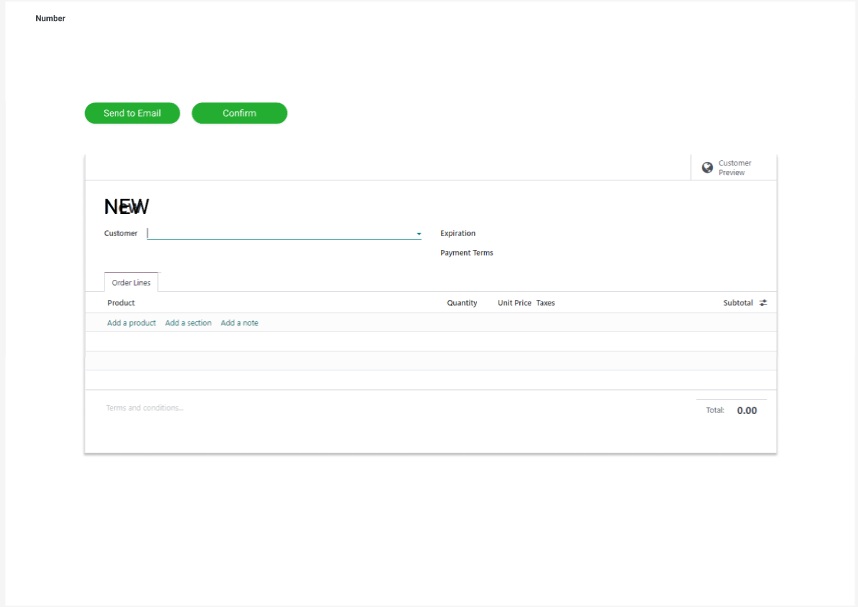 Number
Send to Email Confirm
Customer
Preview
NEW
Customer Expiration
Payment Terms
Order Lines
Product Quantity Unit Price Taxes Subtotal
Add a product Add a section Add a note
Terms and conditions... Total: 0.00